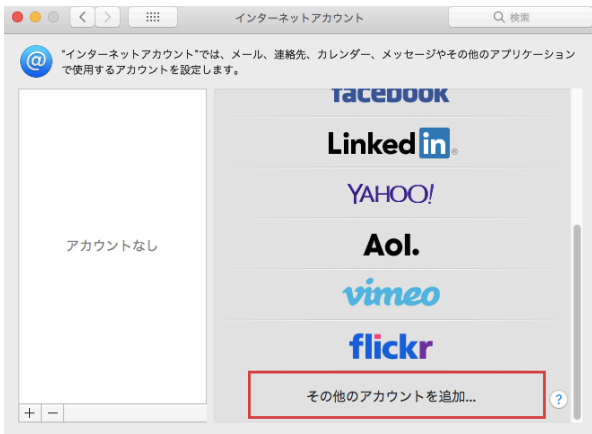 インターネットアカウント
検索
"インターネットアカウント"では、メール、連絡先、カレンダー、メッセージやその他のアプリケーション
で使用するアカウントを設定します。
facebook
アカウントなし
Linked in®
YAHOO!
Aol.
vimeo
flickr
その他のアカウントを追加...
?
+ −